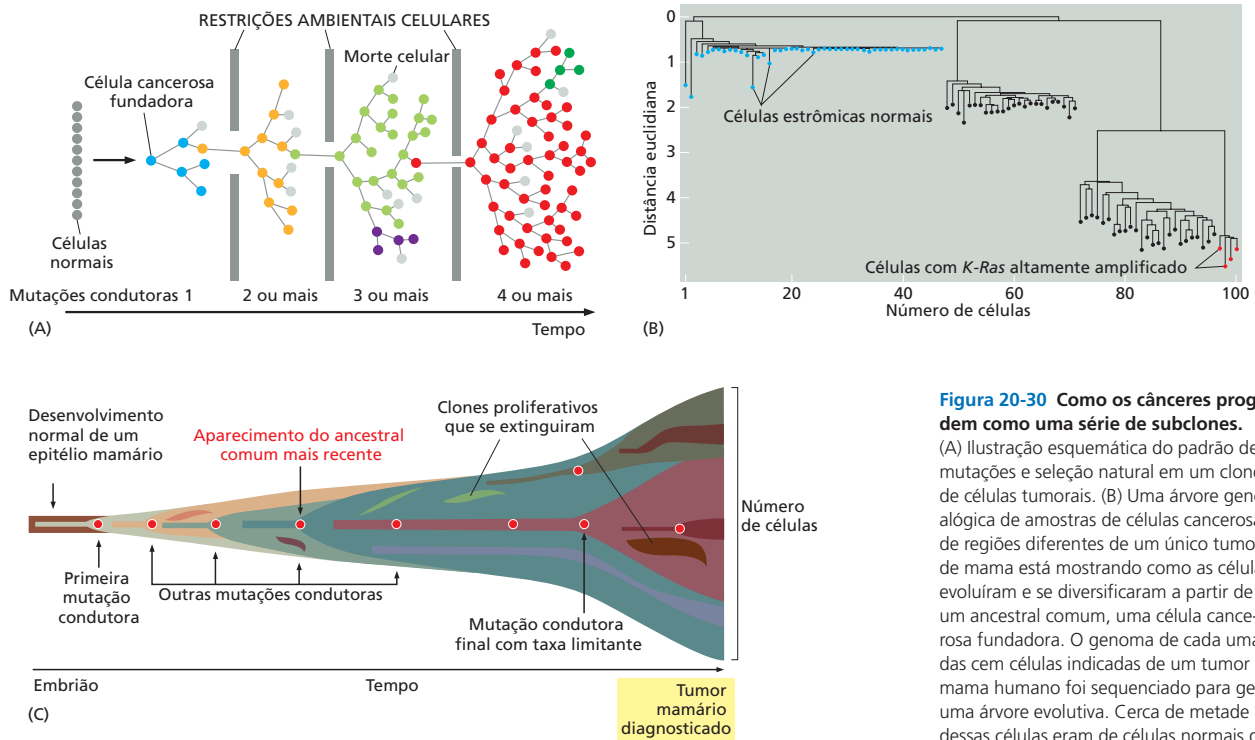 (A)
RESTRIÇÕES AMBIENTAIS CELULARES
Célula cancerosa
fundadora
Morte celular
Células
normais
Mutações condutoras 1
2 ou mais
3 ou mais
4 ou mais
Tempo
(A)
(B)
0
1
2
3
4
5
Distância euclidiana
Células estrômicas normais
Células com K-Ras altamente amplificado
1
20
40
60
80
100
Número de células
(B)
Desenvolvimento
normal de um
epitélio mamário
Aparecimento do ancestral
comum mais recente
Clones proliferativos
que se extinguiram
Número
de células
Primeira
mutação
condutora
Outras mutações condutoras
Mutação condutora
final com taxa limitante
Embrião
Tempo
Tumor
mamário
diagnosticado
(C)
Figura 20-30 Como os cânceres prog
dem como uma série de subclones.
(A) Ilustração esquemática do padrão de
mutações e seleção natural em um clone
de células tumorais. (B) Uma árvore gene
alógica de amostras de células cancerosa
de regiões diferentes de um único tumo
de mama está mostrando como as célula
evoluíram e se diversificaram a partir de
um ancestral comum, uma célula cance-
rosa fundadora. O genoma de cada uma
das cem células indicadas de um tumor
mama humano foi sequenciado para ge
uma árvore evolutiva. Cerca de metade
dessas células eram de células normais d